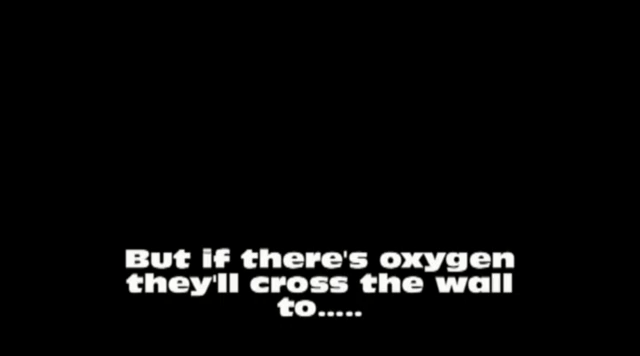 But if there's oxygen
they'll cross the wall
to.....